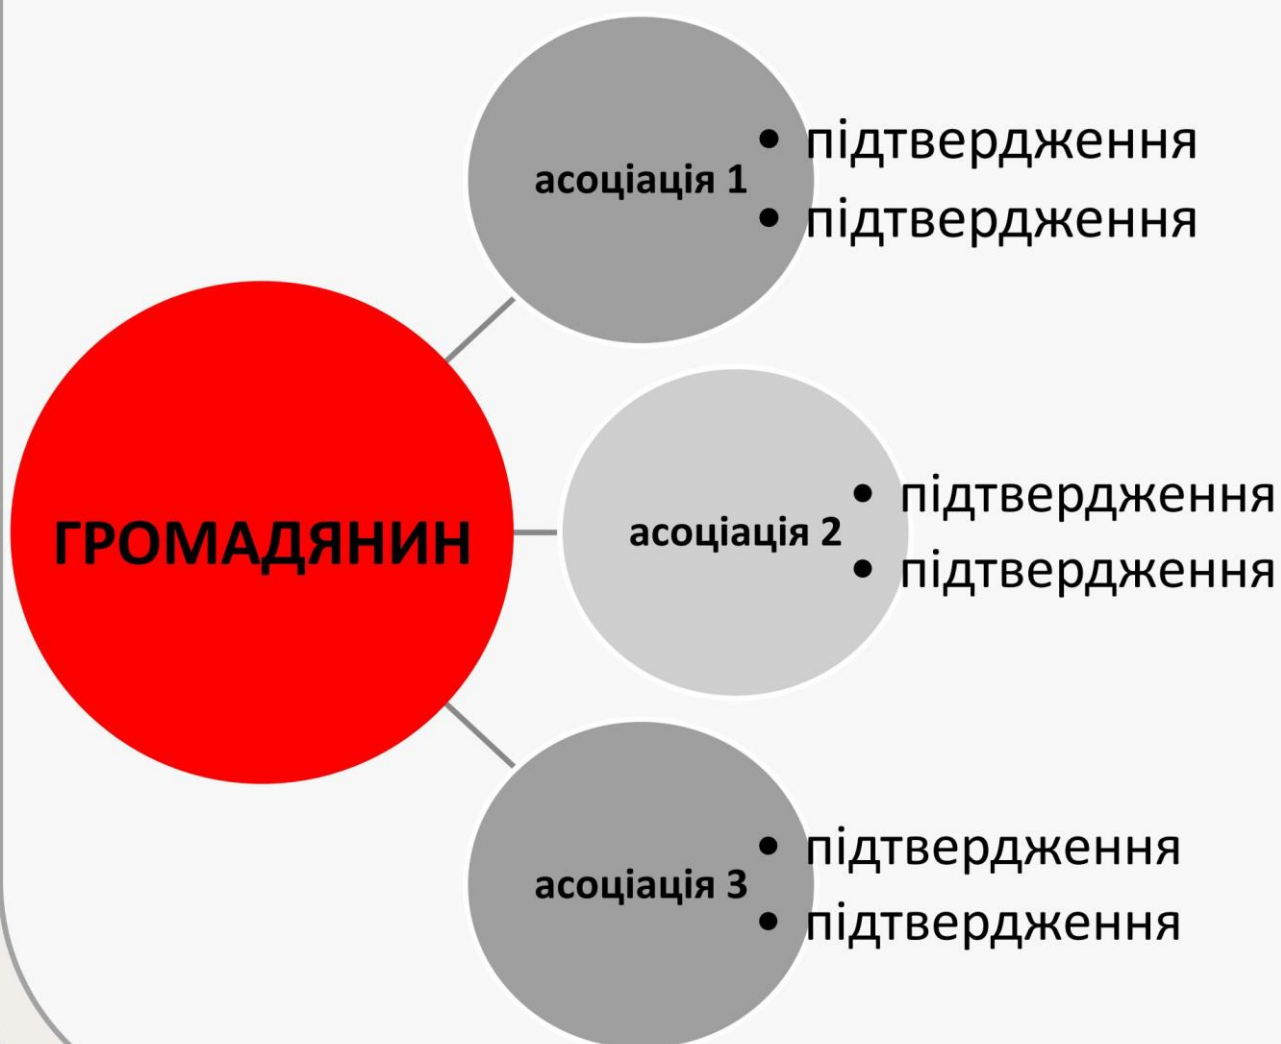 асоціація 1
• підтвердження
• підтвердження
ГРОМАДЯНИН
асоціація 2
• підтвердження
• підтвердження
асоціація 3
• підтвердження
• підтвердження